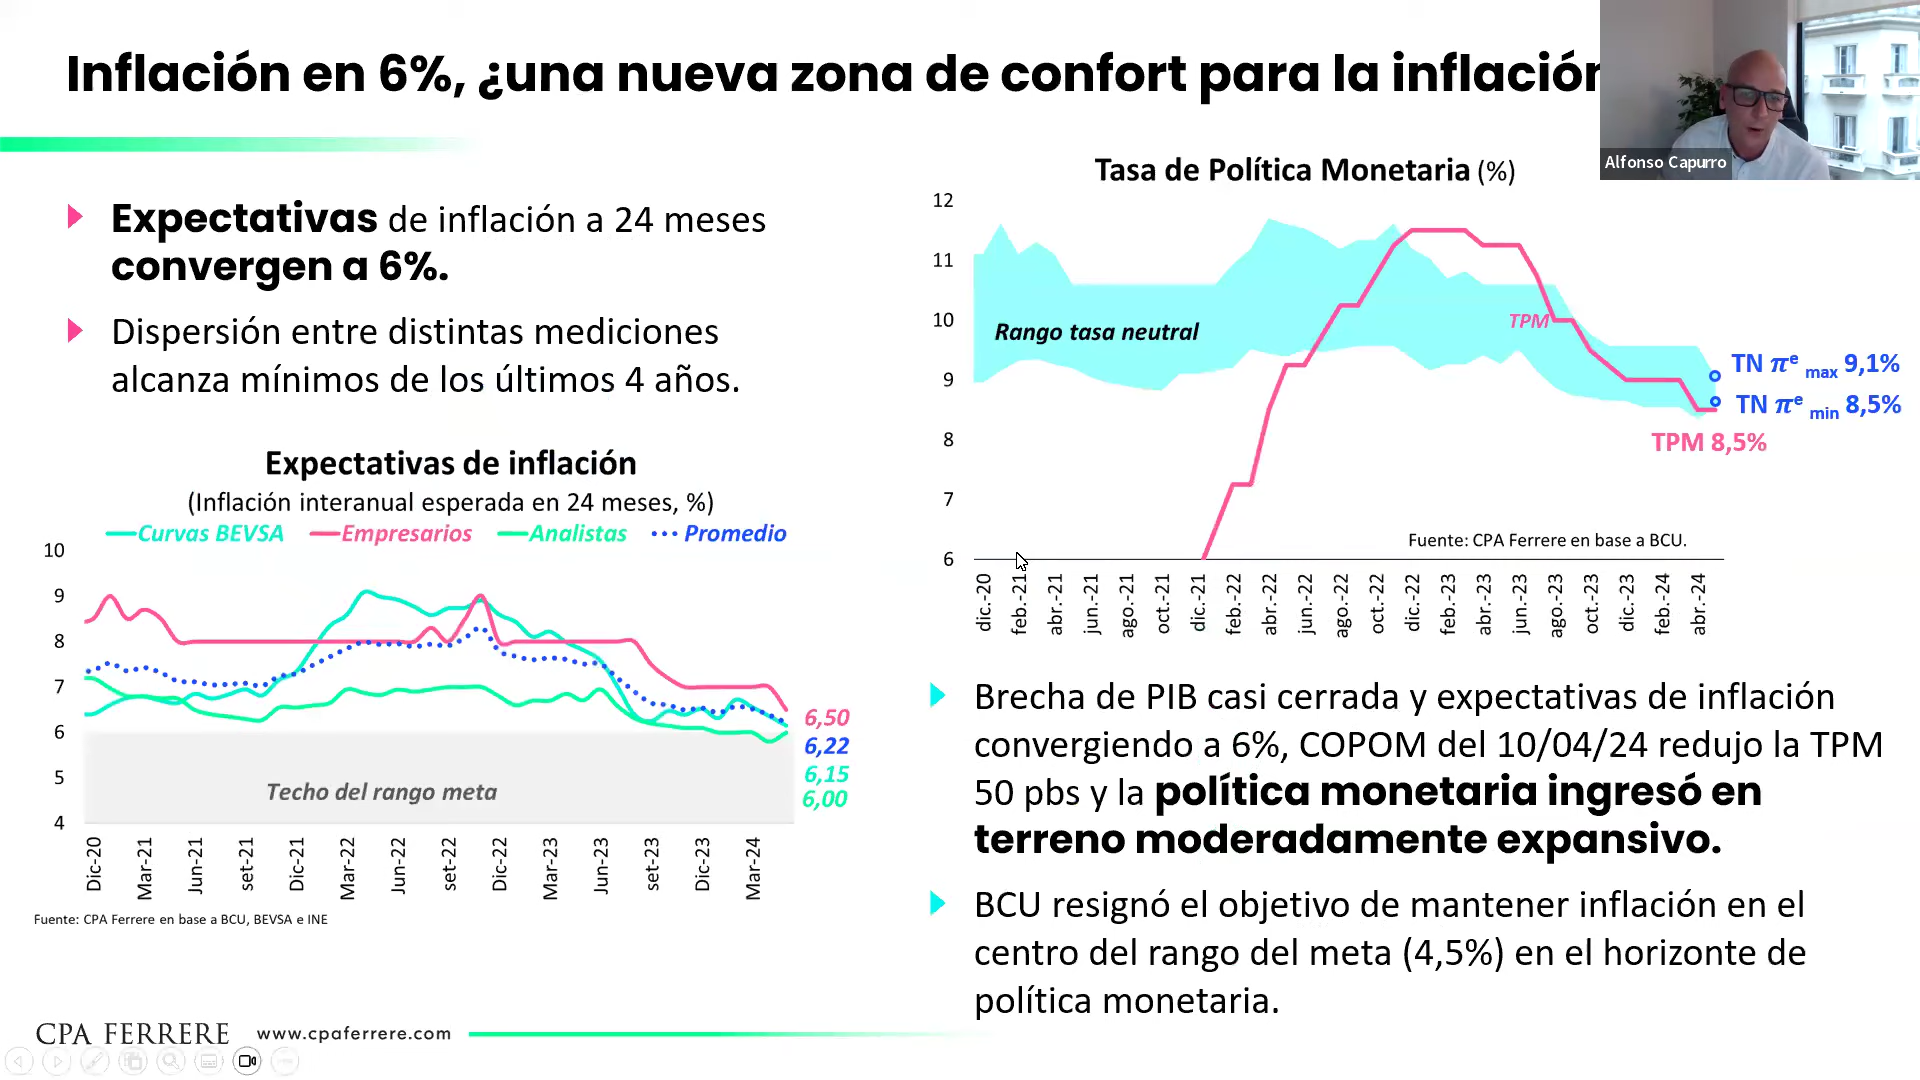 Inflación en 6%, ¿una nueva zona de confort para la inflación
Alfonso Capurro
Expectativas de inflación a 24 meses
convergen a 6%.
Dispersión entre distintas mediciones
alcanza mínimos de los últimos 4 años.
Expectativas de inflación
(Inflación interanual esperada en 24 meses, %)
Curvas BEVSA Empresarios Analistas Promedio
10
9
8
7
6
5
4
6,50
6,22
6,15
6,00
Techo del rango meta
Dic-20 Mar-21 Jun-21 set-21 Dic-21 Mar-22 Jun-22 set-22 Dic-22 Mar-23 Jun-23 set-23 Dic-23 Mar-24
Fuente: CPA Ferrere en base a BCU, BEVSA e INE
Tasa de Política Monetaria (%)
12
11
10
9
8
7
6
Rango tasa neutral
TPM
TN πe max 9,1%
TN πe min 8,5%
TPM 8,5%
Fuente: CPA Ferrere en base a BCU.
dic.-20 feb.-21 abr.-21 jun.-21 ago.-21 oct.-21 dic.-21 feb.-22 abr.-22 jun.-22 ago.-22 oct.-22 dic.-22 feb.-23 abr.-23 jun.-23 ago.-23 oct.-23 dic.-23 feb.-24 abr.-24
Brecha de PIB casi cerrada y expectativas de inflación
convergiendo a 6%, COPOM del 10/04/24 redujo la TPM
50 pbs y la política monetaria ingresó en
terreno moderadamente expansivo.
BCU resignó el objetivo de mantener inflación en el
centro del rango del meta (4,5%) en el horizonte de
política monetaria.
CPA FERRERE www.cpaferrere.com